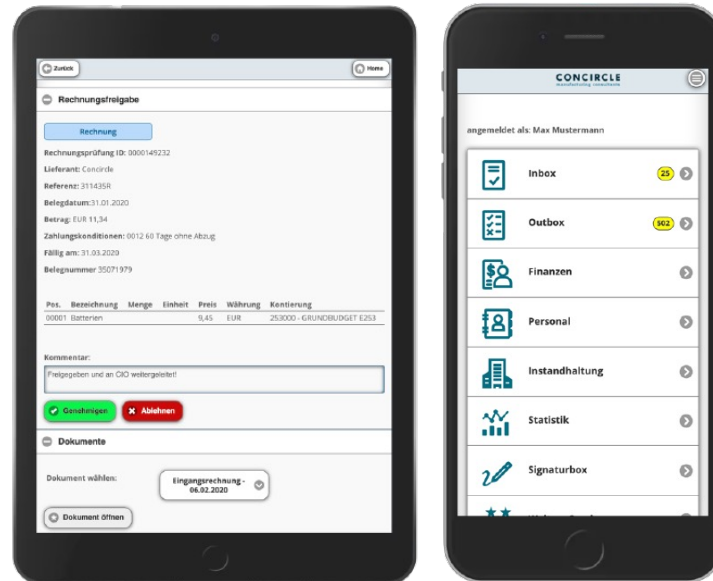 Zurück
Home
Rechnungsfreigabe
Rechnung
Rechnungsprüfung ID: 0000149232
Lieferant: Concircle
Referenz: 311435R
Belegdatum:31.01.2020
Betrag: EUR 11,34
Zahlungskonditionen: 0012 60 Tage ohne Abzug
Fällig am: 31.03.2020
Belegnummer 35071979
Pos. Bezeichnung Menge Einheit Preis Währung Kontierung
00001 Batterien 9,45 EUR 253000 - GRUNDBUDGET E253
Kommentar:
Freigegeben und an CIO weitergeleitet!
Genehmigen
Ablehnen
Dokumente
Dokument wählen:
Eingangsrechnung -
06.02.2020
Dokument öffnen
CONCIRCLE
manufacturing consultants
angemeldet als: Max Mustermann
Inbox 25
Outbox 502
Finanzen
Personal
Instandhaltung
Statistik
Signaturbox